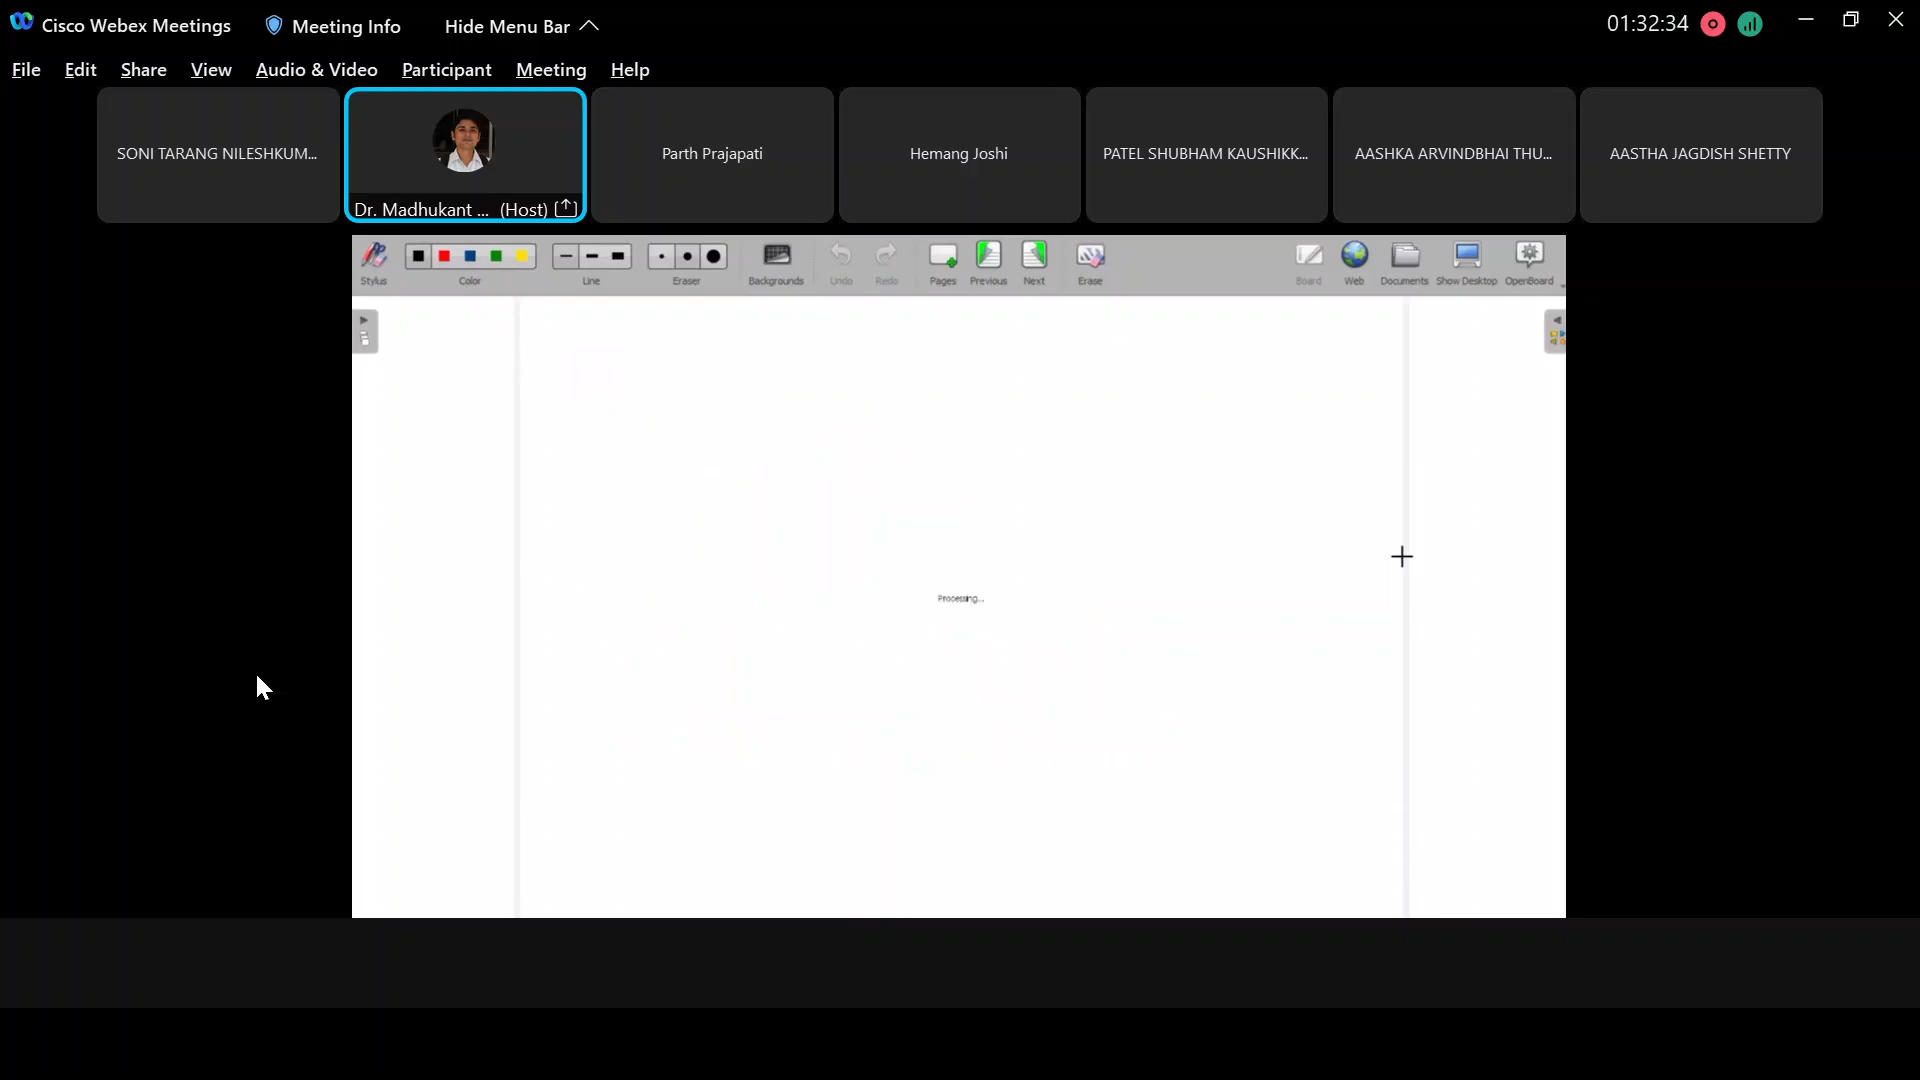 Cisco Webex Meetings Meeting Info Hide Menu Bar 01:32:34
File Edit Share View Audio & Video Participant Meeting Help
SONI TARANG NILESHKUM...
Dr. Madhukant ... (Host)
Parth Prajapati
Hemang Joshi
PATEL SHUBHAM KAUSHIKK...
AASHKA ARVINDBHAI THU...
AASTHA JAGDISH SHETTY
Stylus Color Line Eraser Backgrounds Undo Redo Pages Previous Next Erase Board Web Documents Show Desktop OpenBoard
Processing...